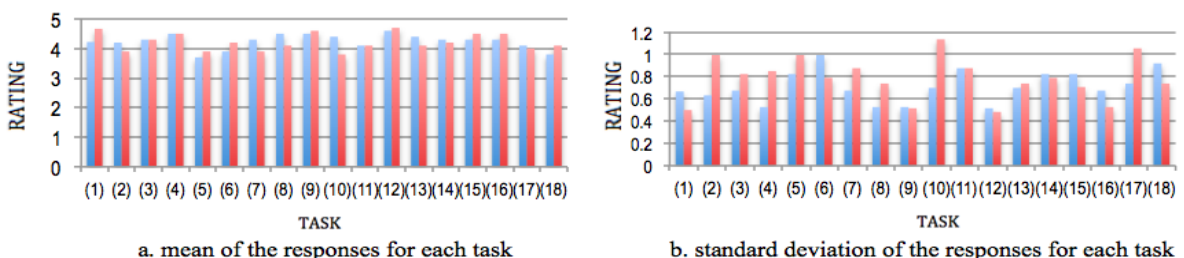 5
4
3
2
1
0
RATING
(1) (2) (3) (4) (5) (6) (7) (8) (9) (10)(11)(12)(13)(14)(15)(16)(17)(18)
TASK
a. mean of the responses for each task
1.2
1
0.8
0.6
0.4
0.2
0
RATING
(1) (2) (3) (4) (5) (6) (7) (8) (9) (10)(11)(12)(13)(14)(15)(16)(17)(18)
TASK
b. standard deviation of the responses for each task